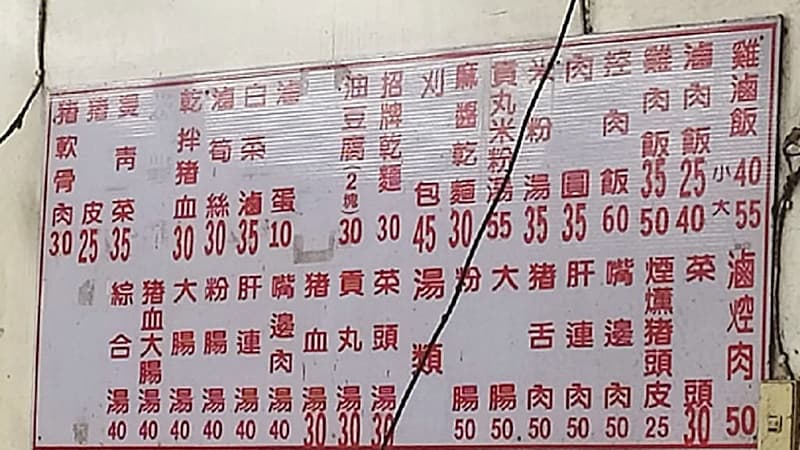 雞滷飯 小40 大55
滷肉飯 25 40
雞肉飯 35 50
控肉飯 60
肉圓 35
米粉湯 35
貢丸米粉湯 55
麻醬乾麵 30
刈包 45
招牌乾麵 30
油豆腐(2塊) 30
滷蛋 10
白菜滷 35
滷筍絲 30
乾拌豬血 30
燙青菜 35
豬皮 25
豬軟骨肉 30
滷焢肉 50
菜頭 30
煙燻豬頭皮 25
嘴邊肉 50
肝連肉 50
豬舌肉 50
大腸 50
粉腸 50
湯類
菜頭湯 30
貢丸湯 30
豬血湯 30
嘴邊肉湯 40
肝連湯 40
粉腸湯 40
大腸湯 40
豬血大腸湯 40
綜合湯 40